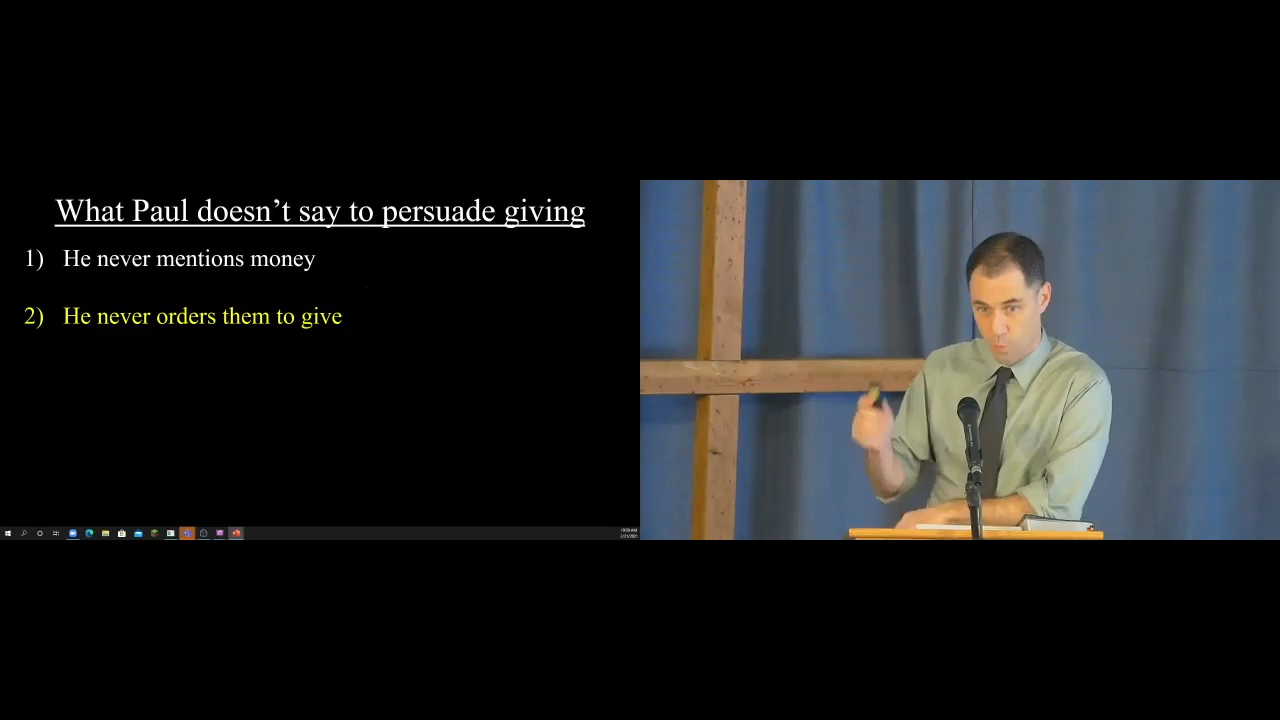 What Paul doesn’t say to persuade giving
1) He never mentions money
2) He never orders them to give